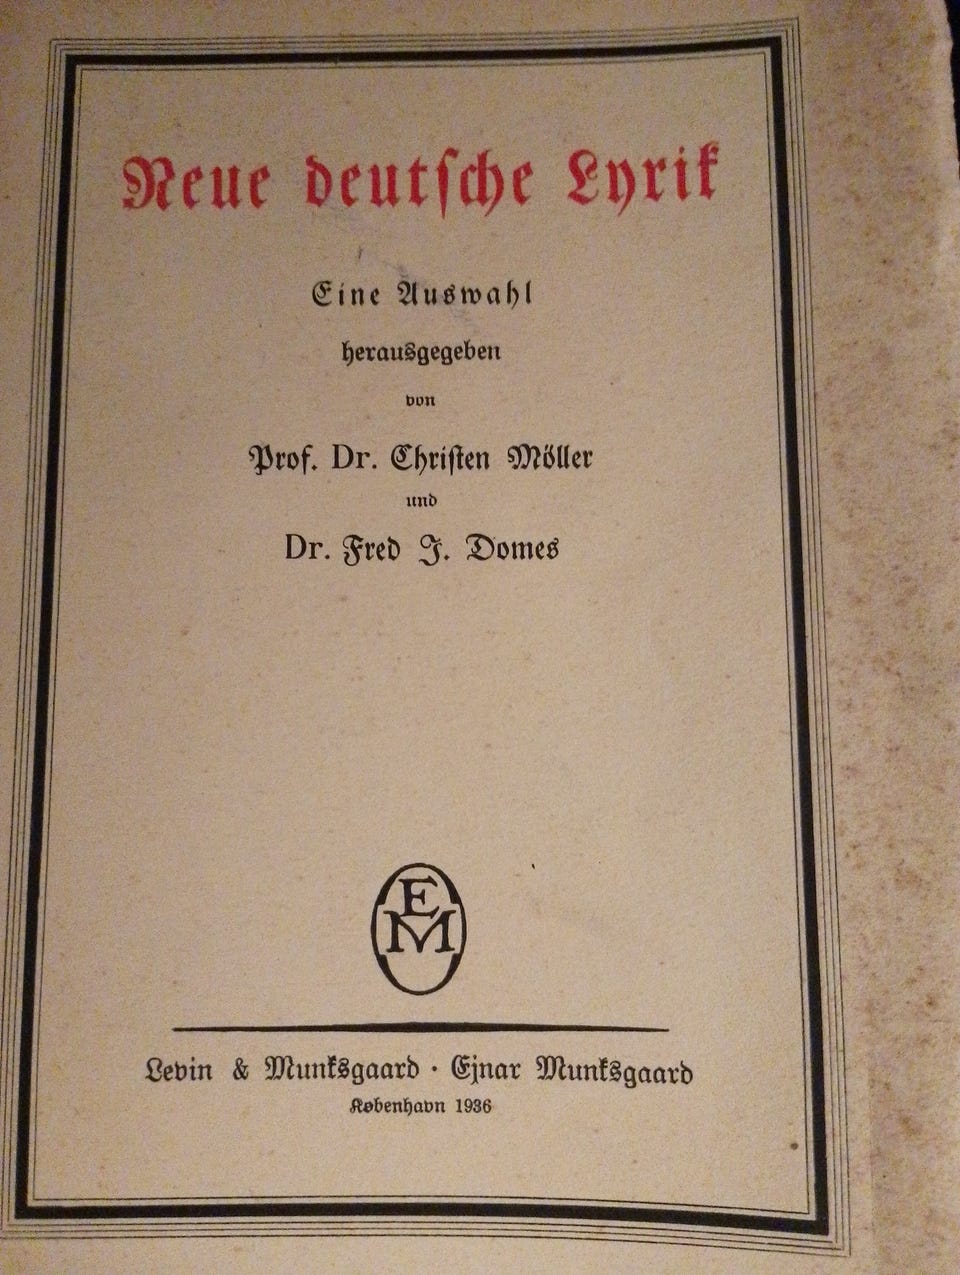 Neue deutsche Lyrik
Eine Auswahl
herausgegeben
von
Prof. Dr. Christen Möller
und
Dr. Fred J. Domes
E
M
Levin & Munksgaard · Ejnar Munksgaard
København 1936